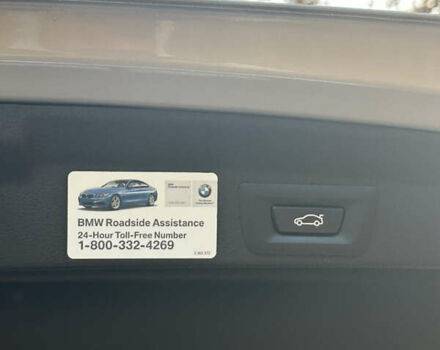 BMW Roadside Assistance
24-Hour Toll-Free Number
1-800-332-4269